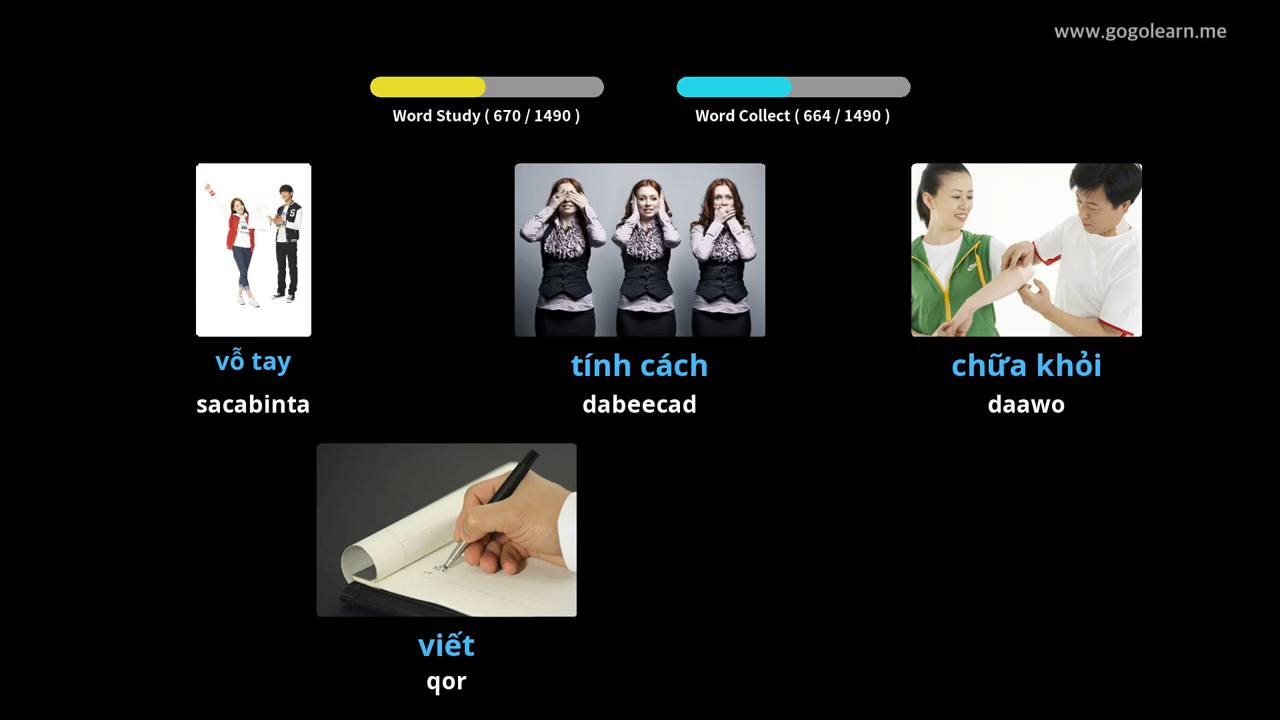 www.gogolearn.me
Word Study ( 670 / 1490 )
Word Collect ( 664 / 1490 )
vỗ tay
sacabinta
tính cách
dabeecad
chữa khỏi
daawo
viết
qor